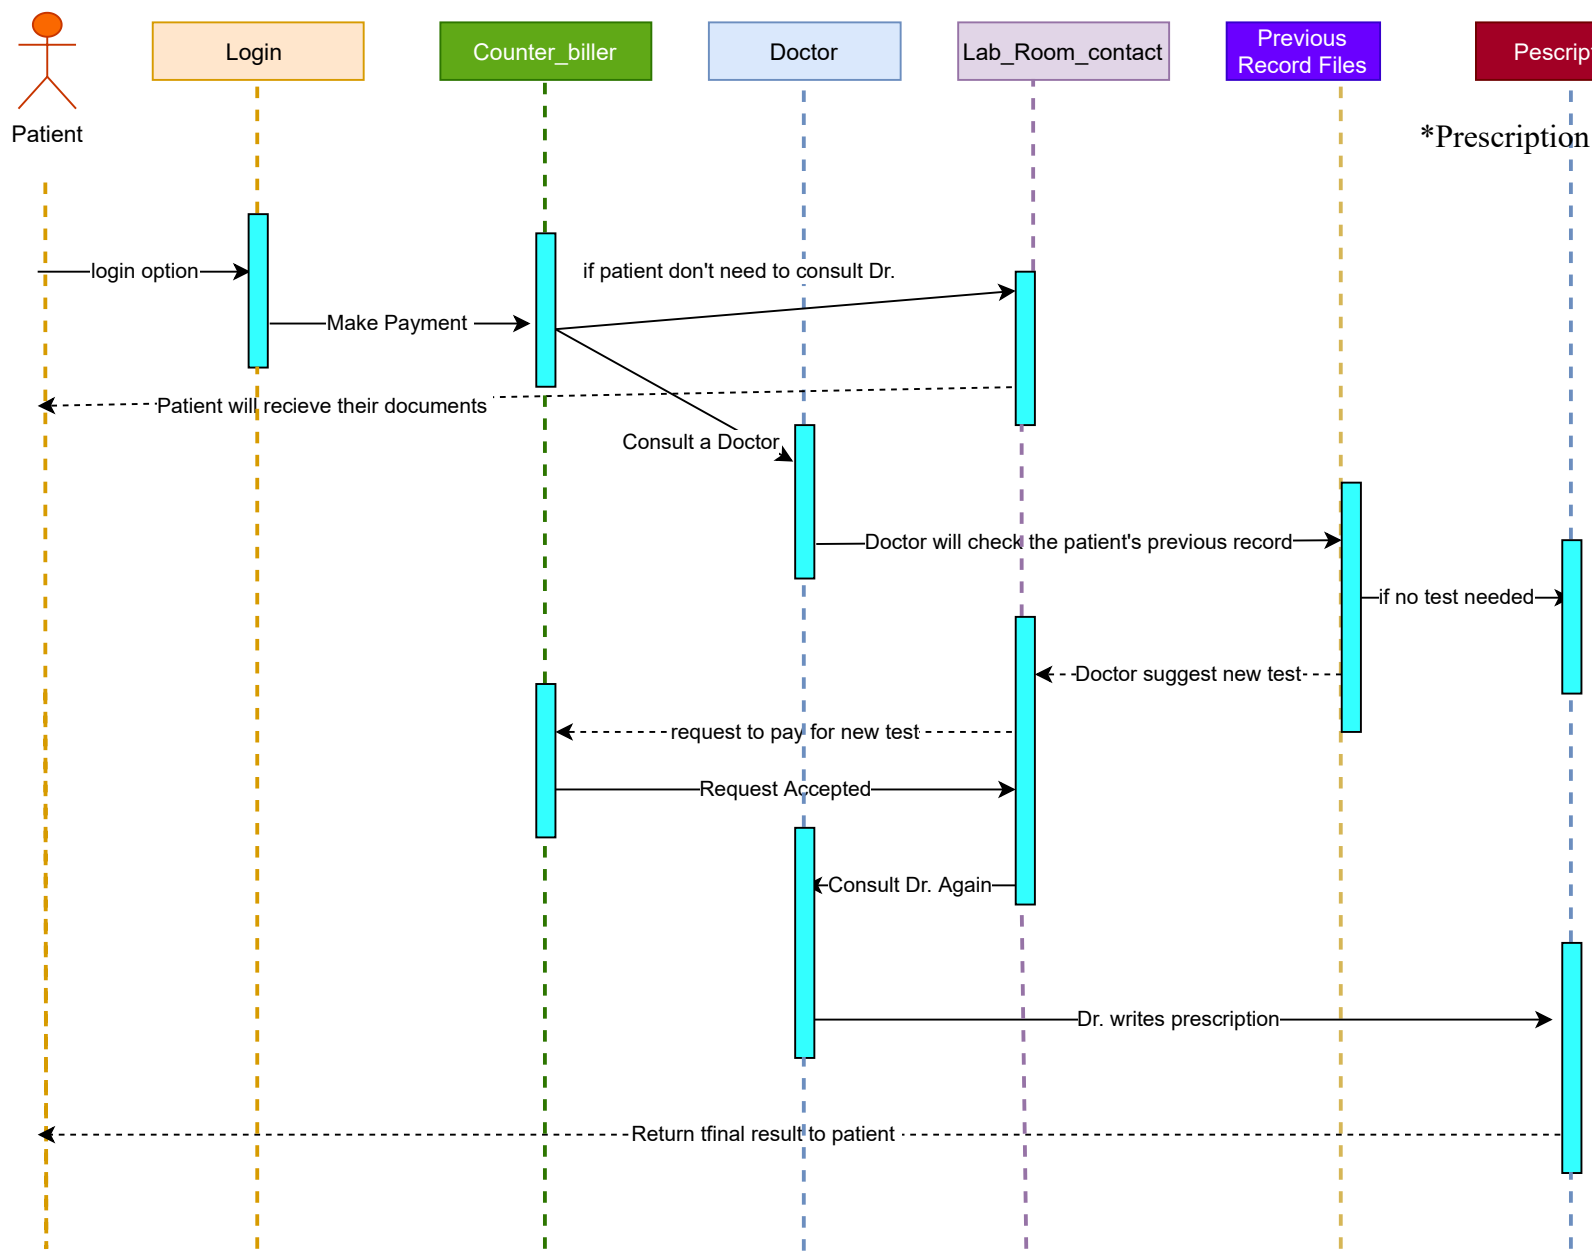 Login
Counter_biller
Doctor
Lab_Room_contact
Previous
Record Files
Pescrip
Patient
*Prescription
login option
if patient don't need to consult Dr.
Make Payment
Patient will recieve their documents
Consult a Doctor
Doctor will check the patient's previous record
if no test needed
Doctor suggest new test
request to pay for new test
Request Accepted
Consult Dr. Again
Dr. writes prescription
Return tfinal result to patient